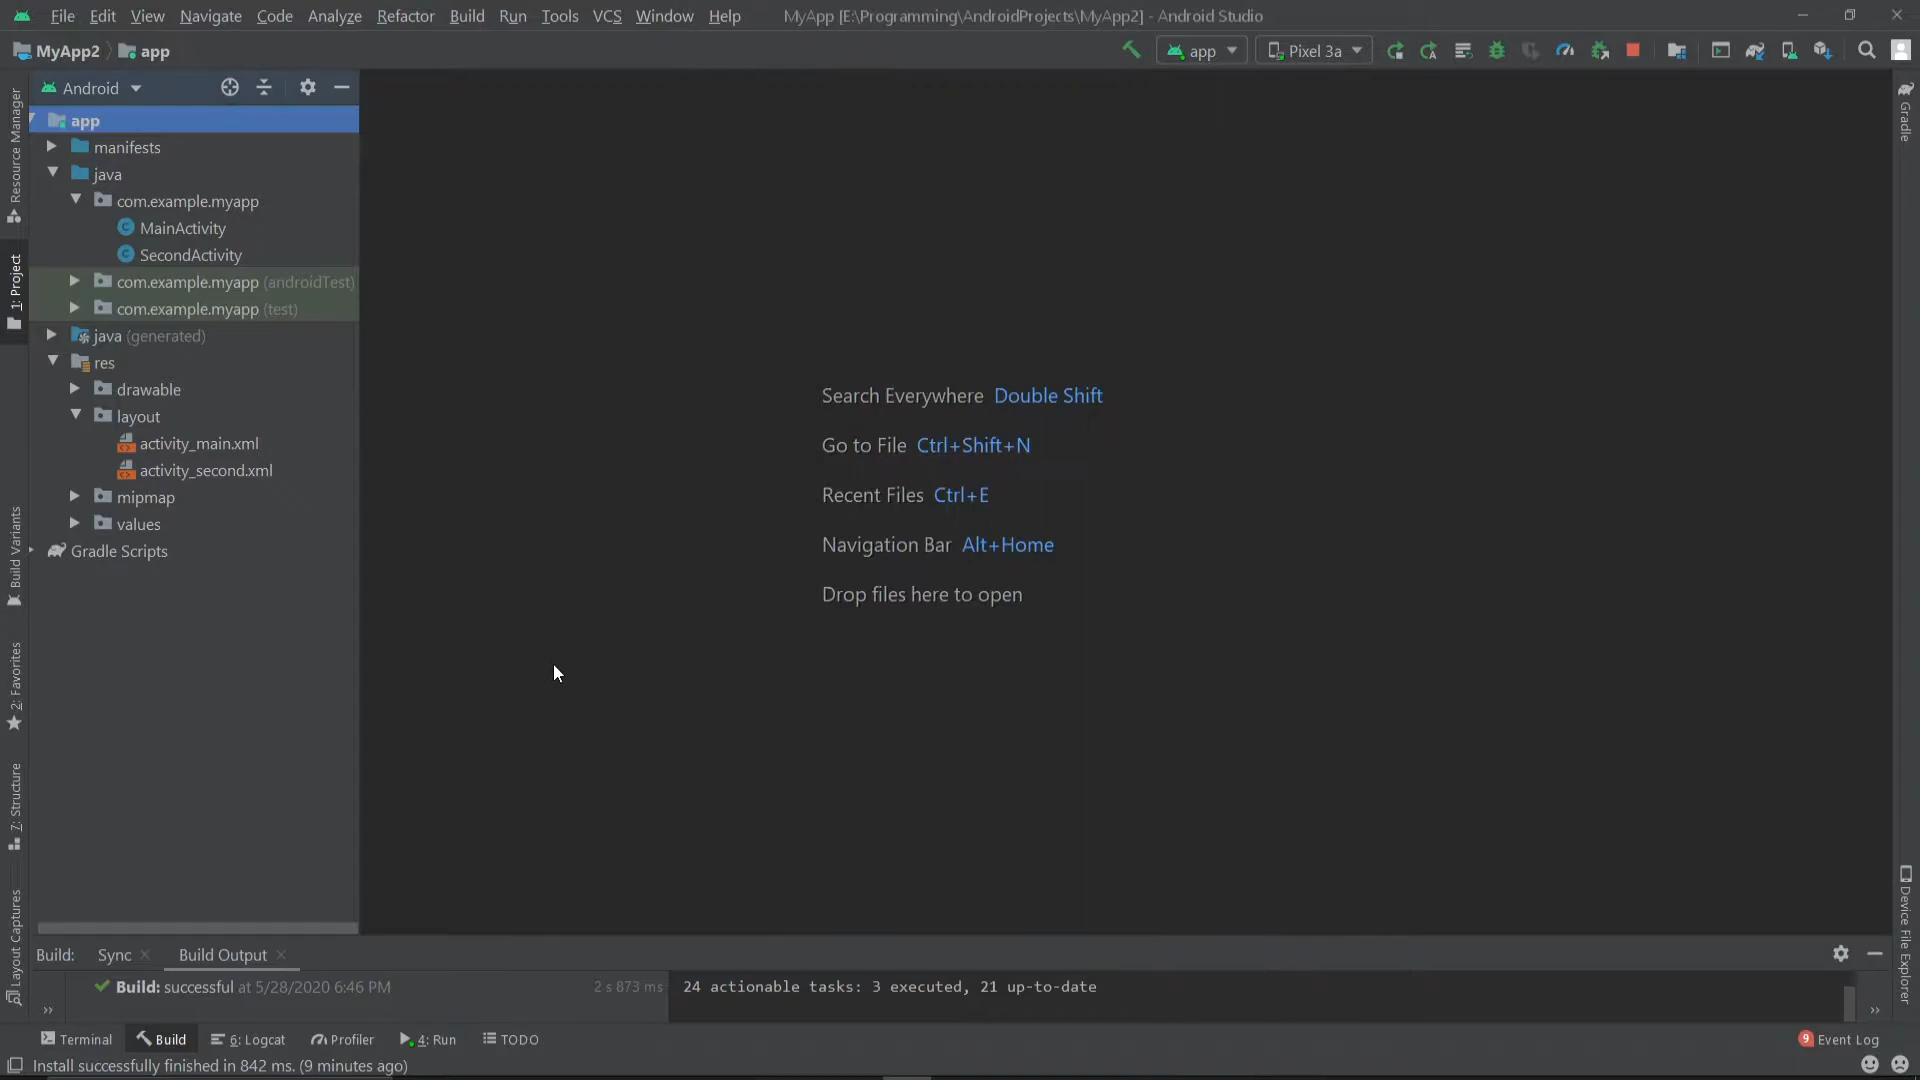 File Edit View Navigate Code Analyze Refactor Build Run Tools VCS Window Help MyApp [E:\Programming\AndroidProjects\MyApp2] - Android Studio
MyApp2 app
app Pixel 3a
Android
app
manifests
java
com.example.myapp
MainActivity
SecondActivity
com.example.myapp (androidTest)
com.example.myapp (test)
java (generated)
res
drawable
layout
activity_main.xml
activity_second.xml
mipmap
values
Gradle Scripts
Resource Manager
1: Project
Build Variants
2: Favorites
7: Structure
Layout Captures
Search Everywhere Double Shift
Go to File Ctrl+Shift+N
Recent Files Ctrl+E
Navigation Bar Alt+Home
Drop files here to open
Gradle
Device File Explorer
Build: Sync Build Output
Build: successful at 5/28/2020 6:46 PM 2 s 873 ms
24 actionable tasks: 3 executed, 21 up-to-date
Terminal Build 6: Logcat Profiler 4: Run TODO 9 Event Log
Install successfully finished in 842 ms. (9 minutes ago)